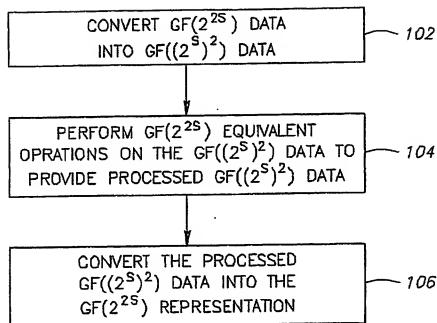 CONVERT GF(2^2S) DATA
INTO GF((2^S)^2) DATA
102
PERFORM GF(2^2S) EQUIVALENT
OPRATIONS ON THE GF((2^S)^2) DATA TO
PROVIDE PROCESSED GF((2^S)^2) DATA
104
CONVERT THE PROCESSED
GF((2^S)^2) DATA INTO THE
GF(2^2S) REPRESENTATION
106